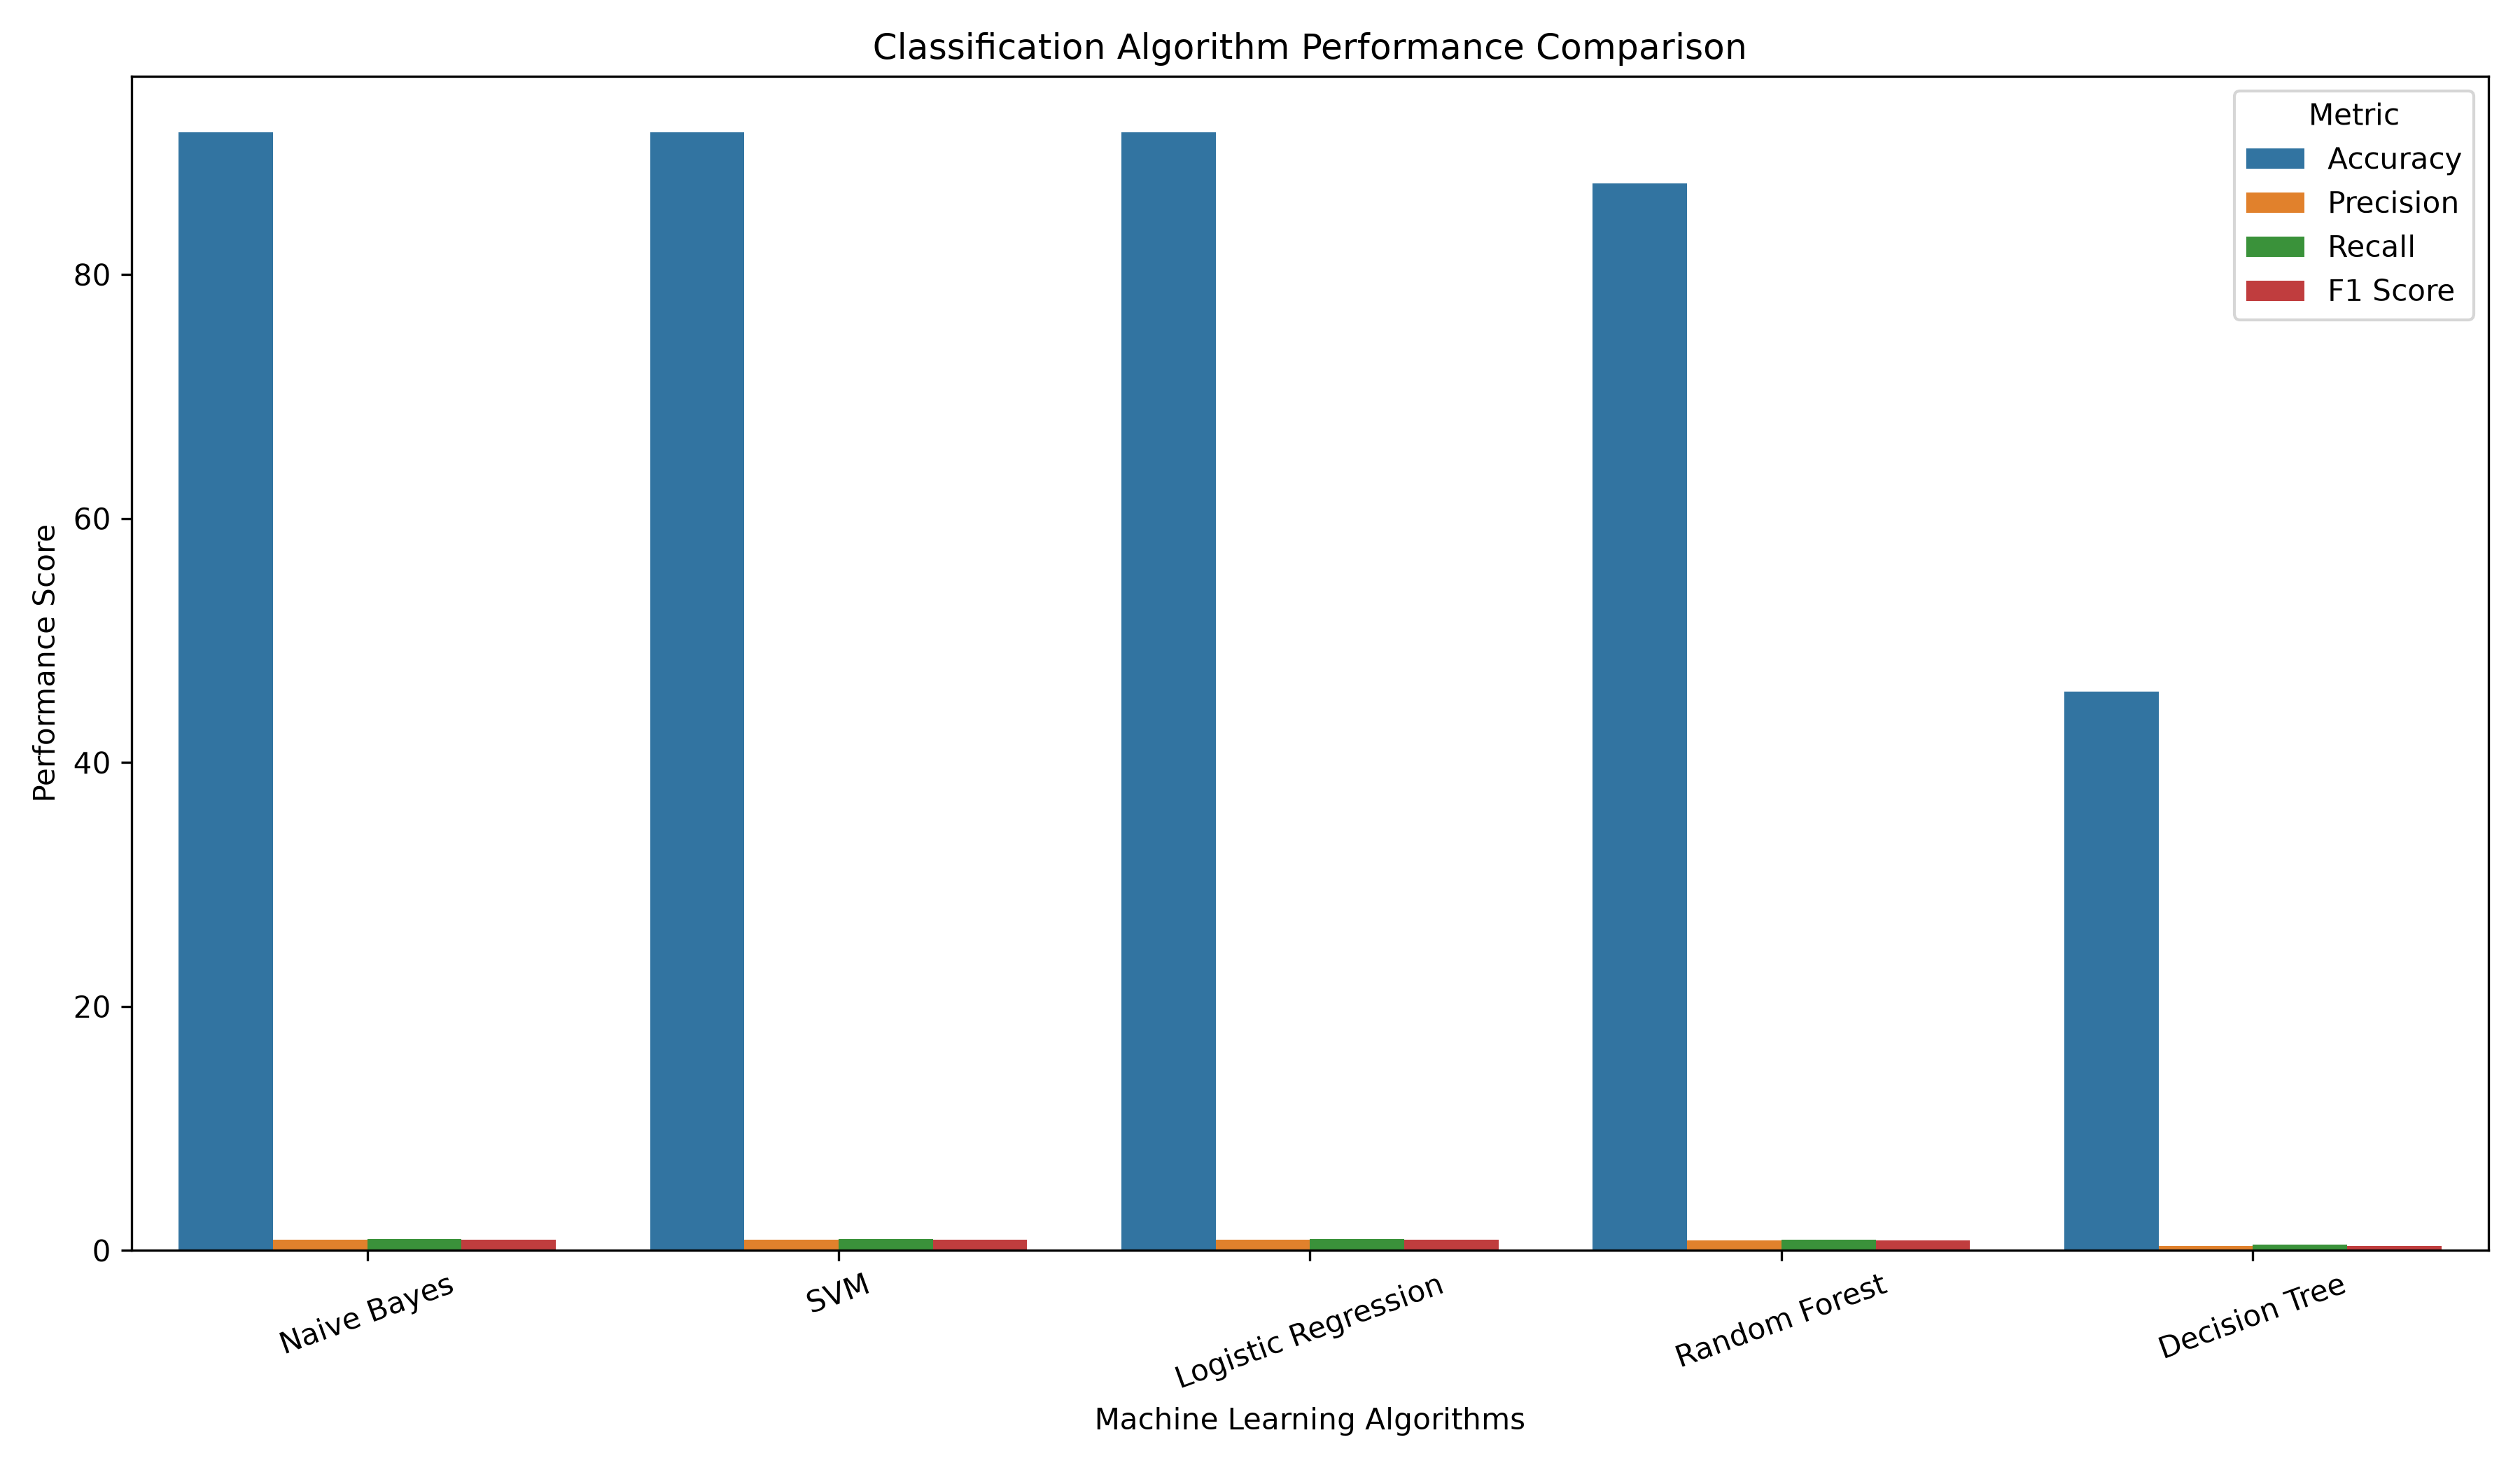 Classification Algorithm Performance Comparison
Metric
Accuracy
Precision
Recall
F1 Score
Performance Score
80
60
40
20
0
Naive Bayes
SVM
Logistic Regression
Random Forest
Decision Tree
Machine Learning Algorithms